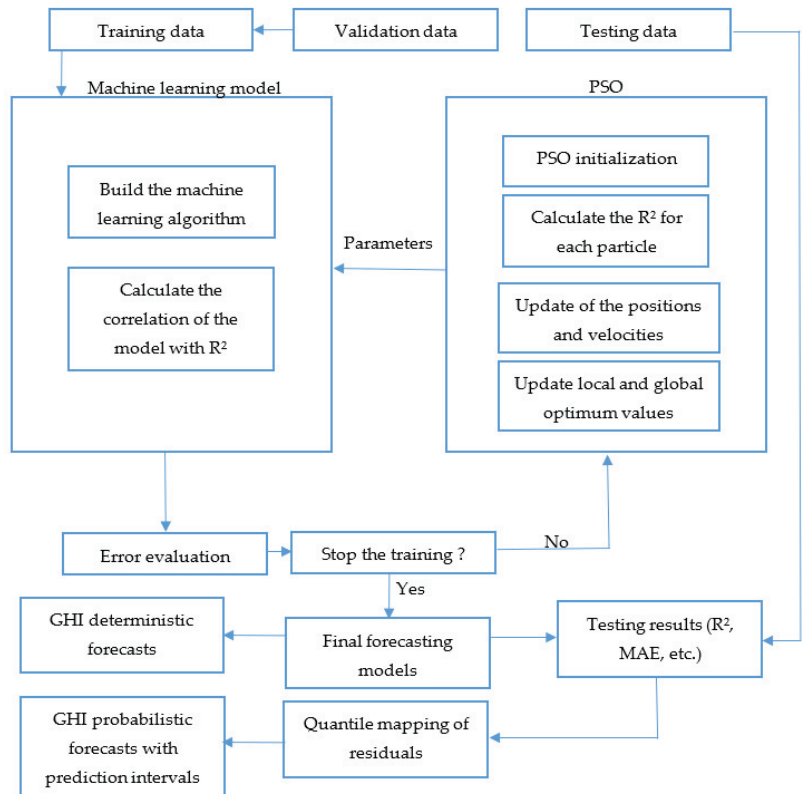 Training data
Validation data
Testing data
Machine learning model
PSO
Build the machine
learning algorithm
Calculate the
correlation of the
model with R²
Parameters
PSO initialization
Calculate the R² for
each particle
Update of the positions
and velocities
Update local and global
optimum values
Error evaluation
Stop the training ?
No
Yes
GHI deterministic
forecasts
Final forecasting
models
Testing results (R²,
MAE, etc.)
GHI probabilistic
forecasts with
prediction intervals
Quantile mapping of
residuals